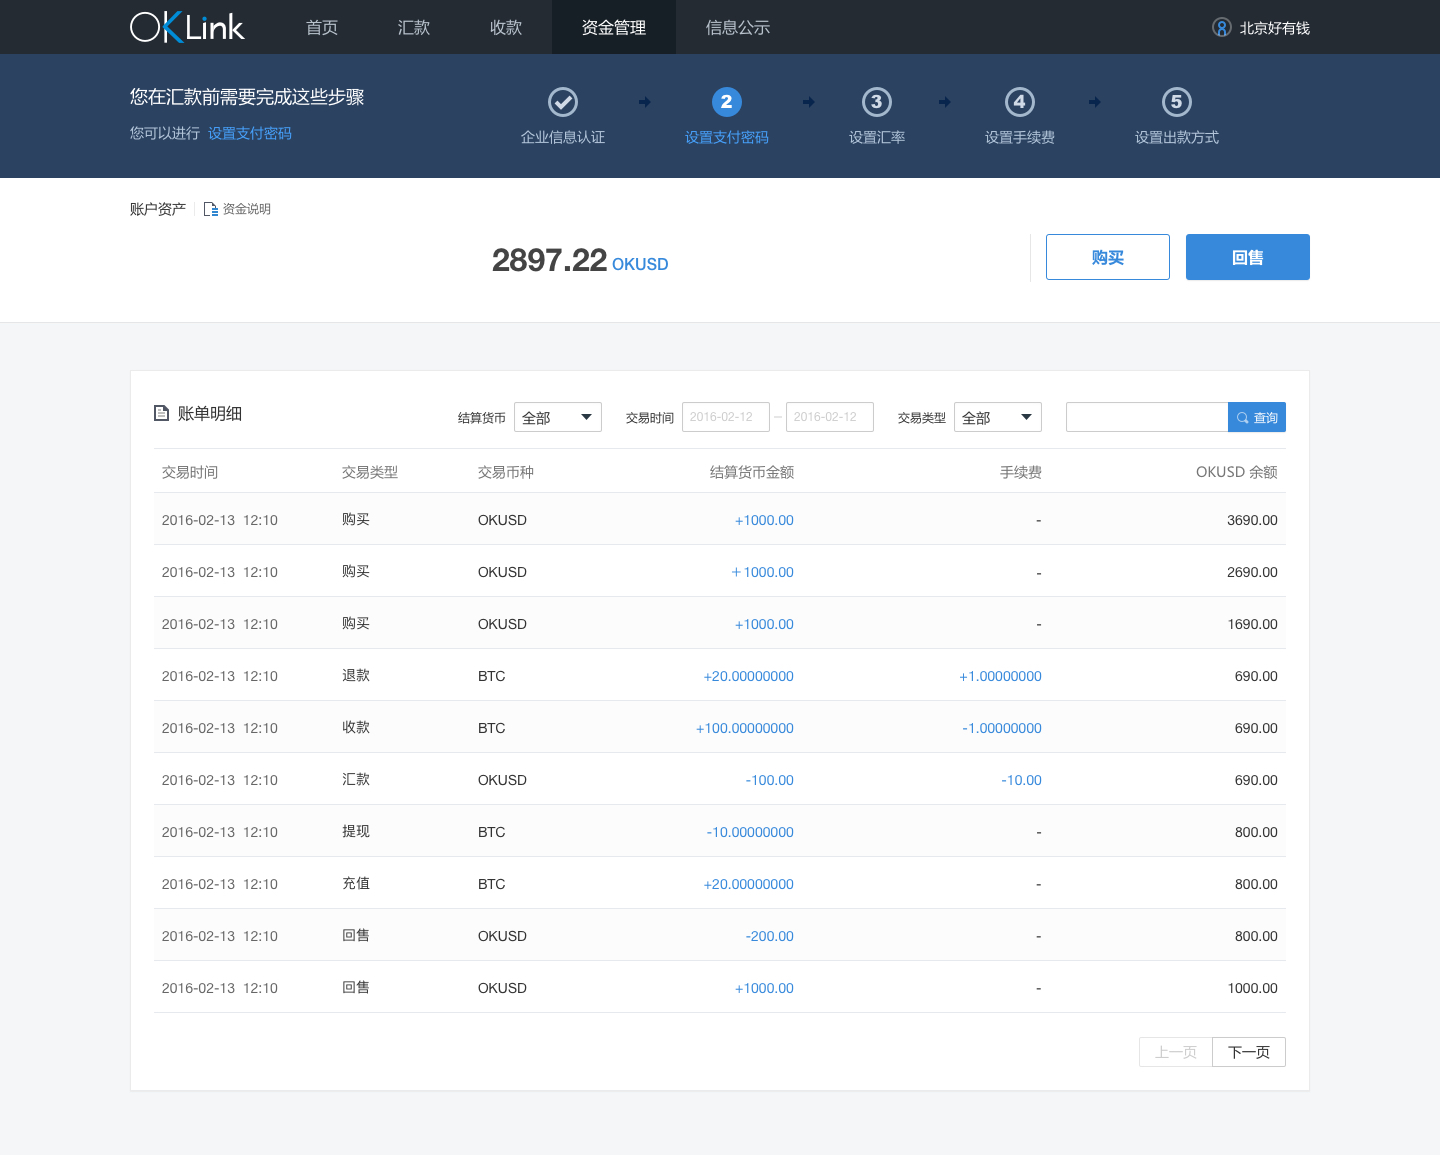 OKLink 首页 汇款 收款 资金管理 信息公示 北京好有钱
您在汇款前需要完成这些步骤
您可以进行 设置支付密码
2 3 4 5
企业信息认证 设置支付密码 设置汇率 设置手续费 设置出款方式
账户资产 资金说明
2897.22 OKUSD 购买 回售
账单明细 结算货币 全部 交易时间 2016-02-12 – 2016-02-12 交易类型 全部 查询
交易时间 交易类型 交易币种 结算货币金额 手续费 OKUSD 余额
2016-02-13 12:10 购买 OKUSD +1000.00 - 3690.00
2016-02-13 12:10 购买 OKUSD ＋1000.00 - 2690.00
2016-02-13 12:10 购买 OKUSD +1000.00 - 1690.00
2016-02-13 12:10 退款 BTC +20.00000000 +1.00000000 690.00
2016-02-13 12:10 收款 BTC +100.00000000 -1.00000000 690.00
2016-02-13 12:10 汇款 OKUSD -100.00 -10.00 690.00
2016-02-13 12:10 提现 BTC -10.00000000 - 800.00
2016-02-13 12:10 充值 BTC +20.00000000 - 800.00
2016-02-13 12:10 回售 OKUSD -200.00 - 800.00
2016-02-13 12:10 回售 OKUSD +1000.00 - 1000.00
上一页 下一页